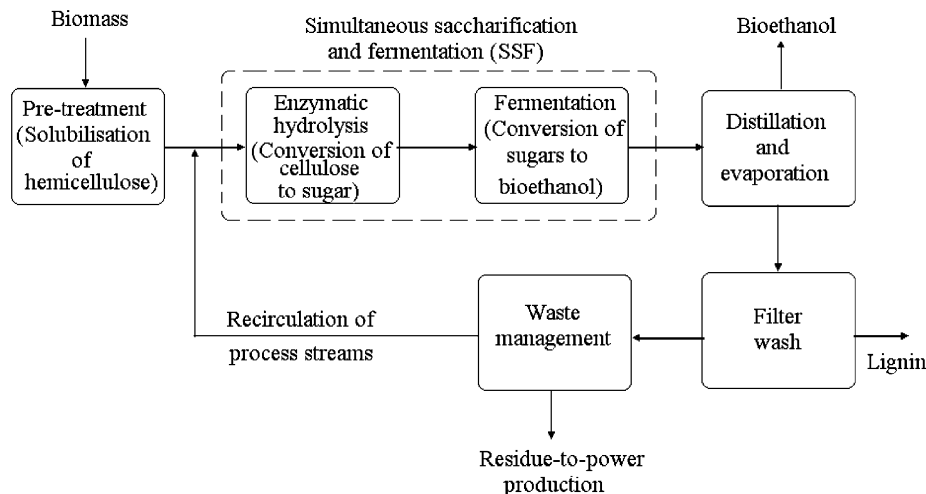 Biomass
Simultaneous saccharification
and fermentation (SSF)
Bioethanol
Pre-treatment
(Solubilisation
of
hemicellulose)
Enzymatic
hydrolysis
(Conversion of
cellulose
to sugar)
Fermentation
(Conversion of
sugars to
bioethanol)
Distillation
and
evaporation
Recirculation of
process streams
Waste
management
Filter
wash
Lignin
Residue-to-power
production